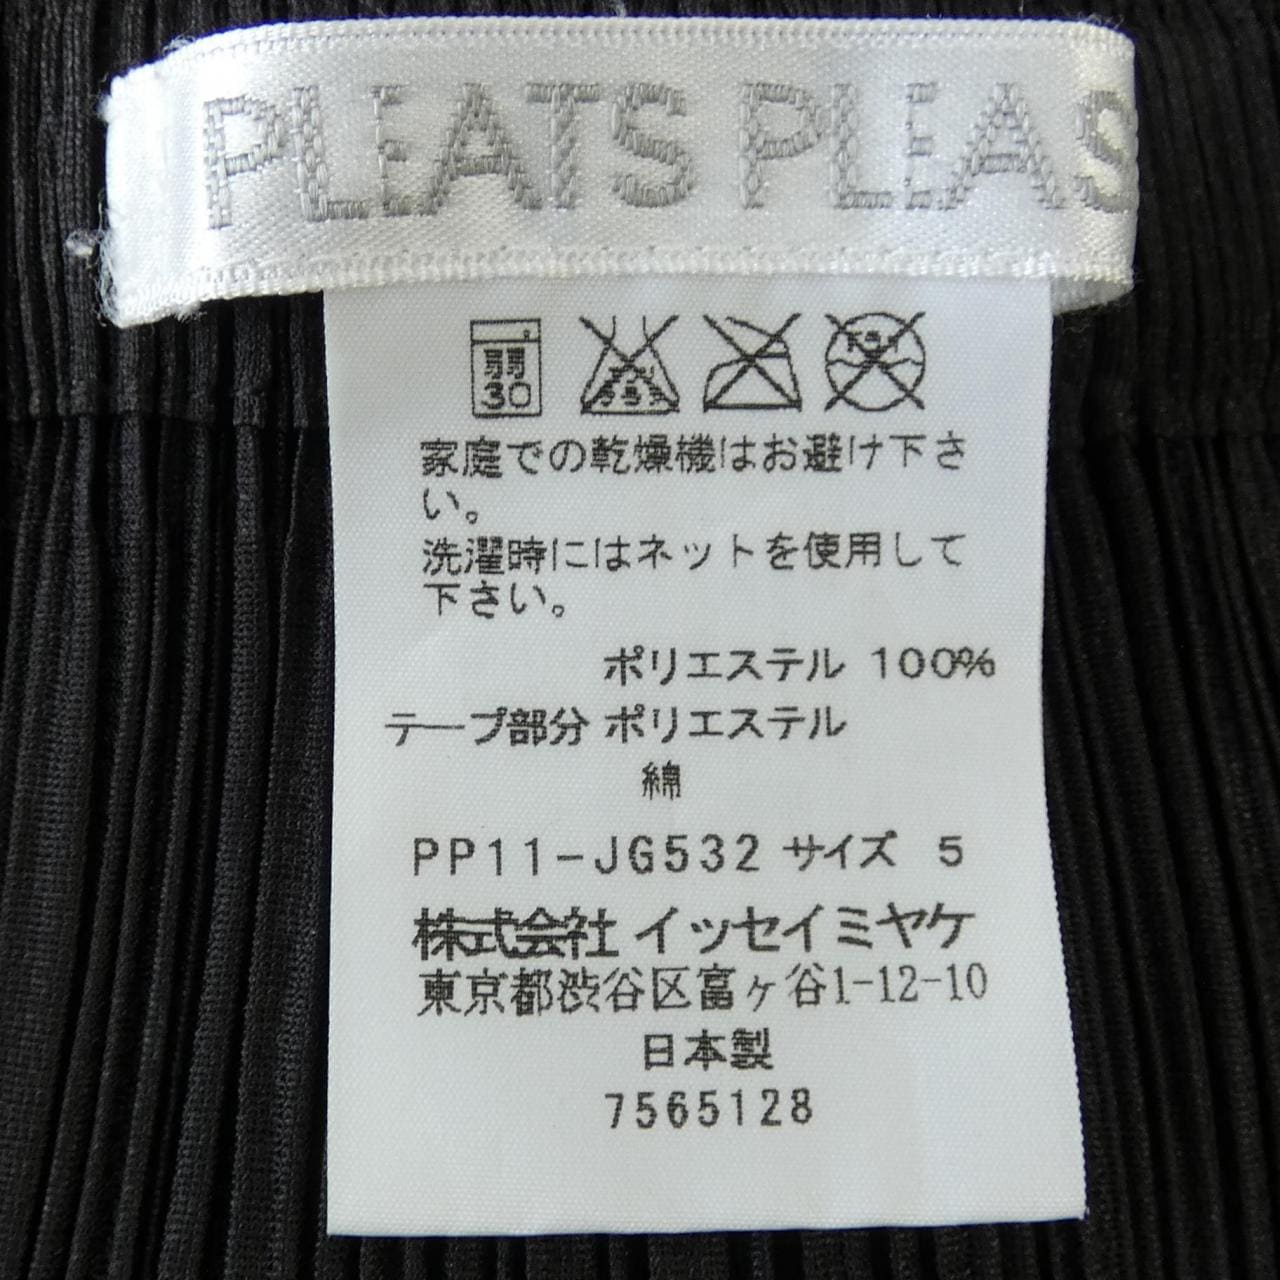 PLEATS PLEAS
弱
30
家庭での乾燥機はお避け下さ
い。
洗濯時にはネットを使用して
下さい。
ポリエステル 100%
テープ部分 ポリエステル
綿
PP11-JG532 サイズ 5
株式会社 イッセイミヤケ
東京都渋谷区富ヶ谷1-12-10
日本製
7565128